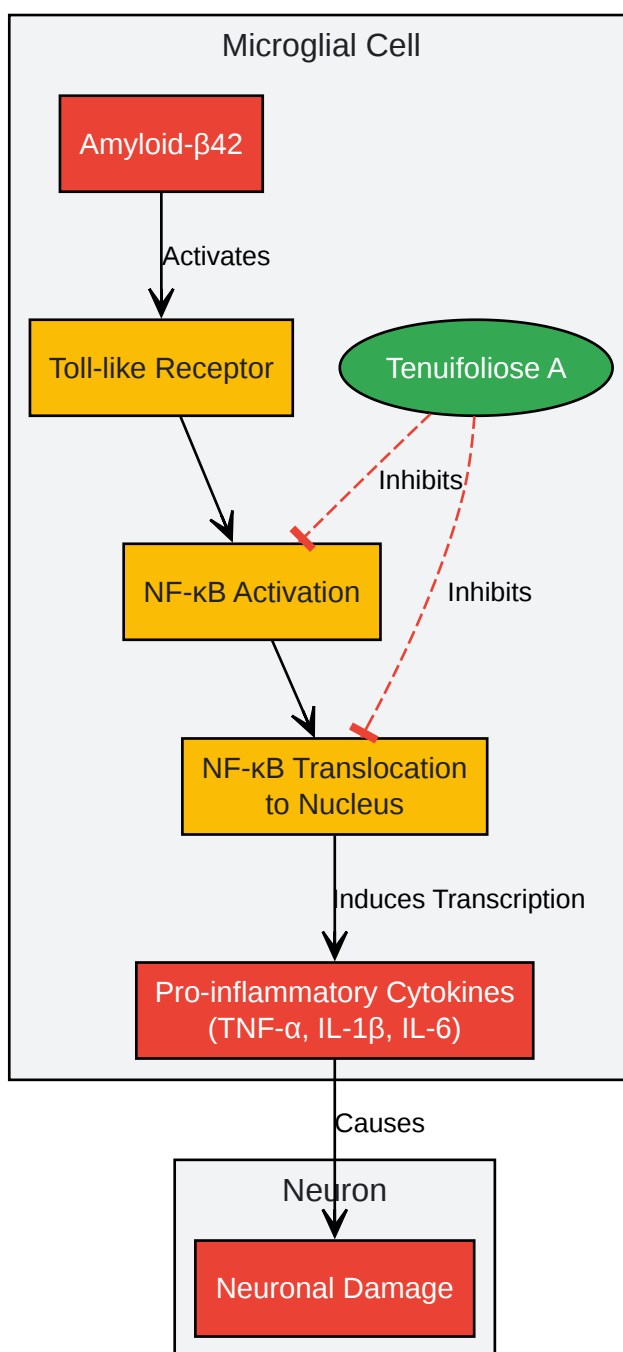 Microglial Cell
Amyloid-β42
Activates
Toll-like Receptor
Tenuifoliose A
Inhibits
NF-κB Activation
Inhibits
NF-κB Translocation
to Nucleus
Induces Transcription
Pro-inflammatory Cytokines
(TNF-α, IL-1β, IL-6)
Causes
Neuron
Neuronal Damage